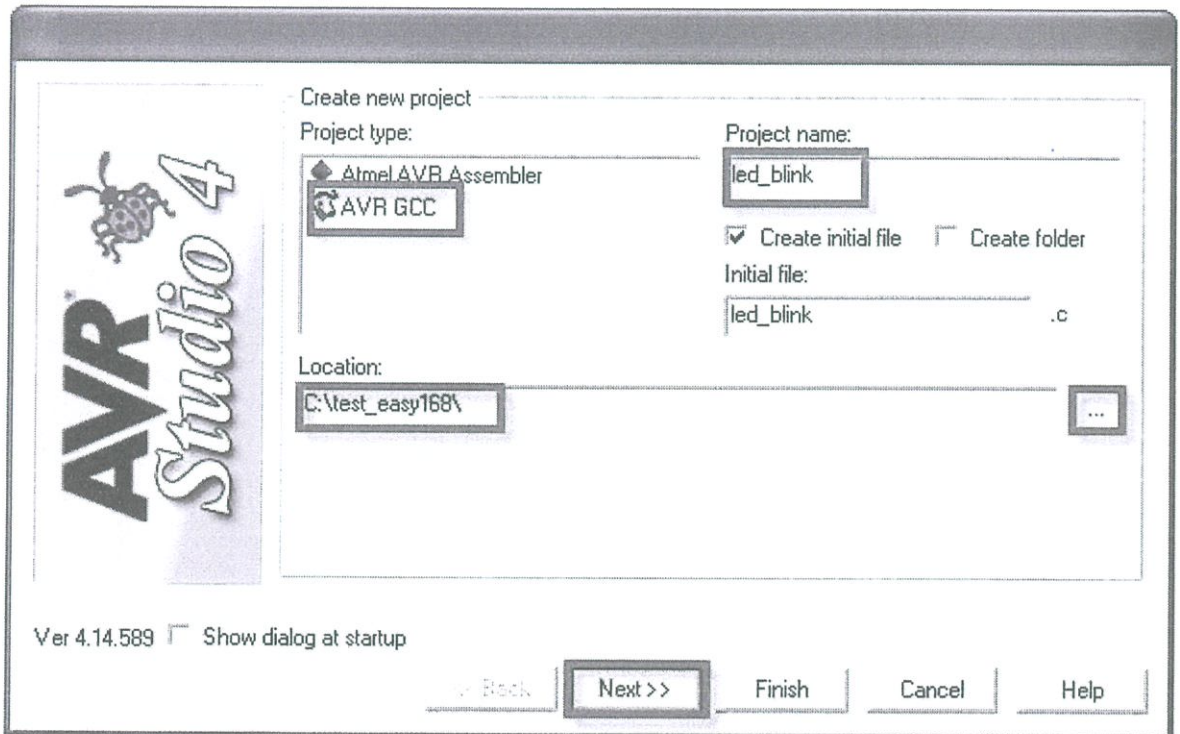 Create new project
Project type:
Atmel AVR Assembler
AVR GCC
Project name:
led_blink
Create initial file
Create folder
Initial file:
led_blink
.c
Location:
C:\test_easy168\
...
AVR®
Studio 4
Ver 4.14.589
Show dialog at startup
<< Back
Next >>
Finish
Cancel
Help